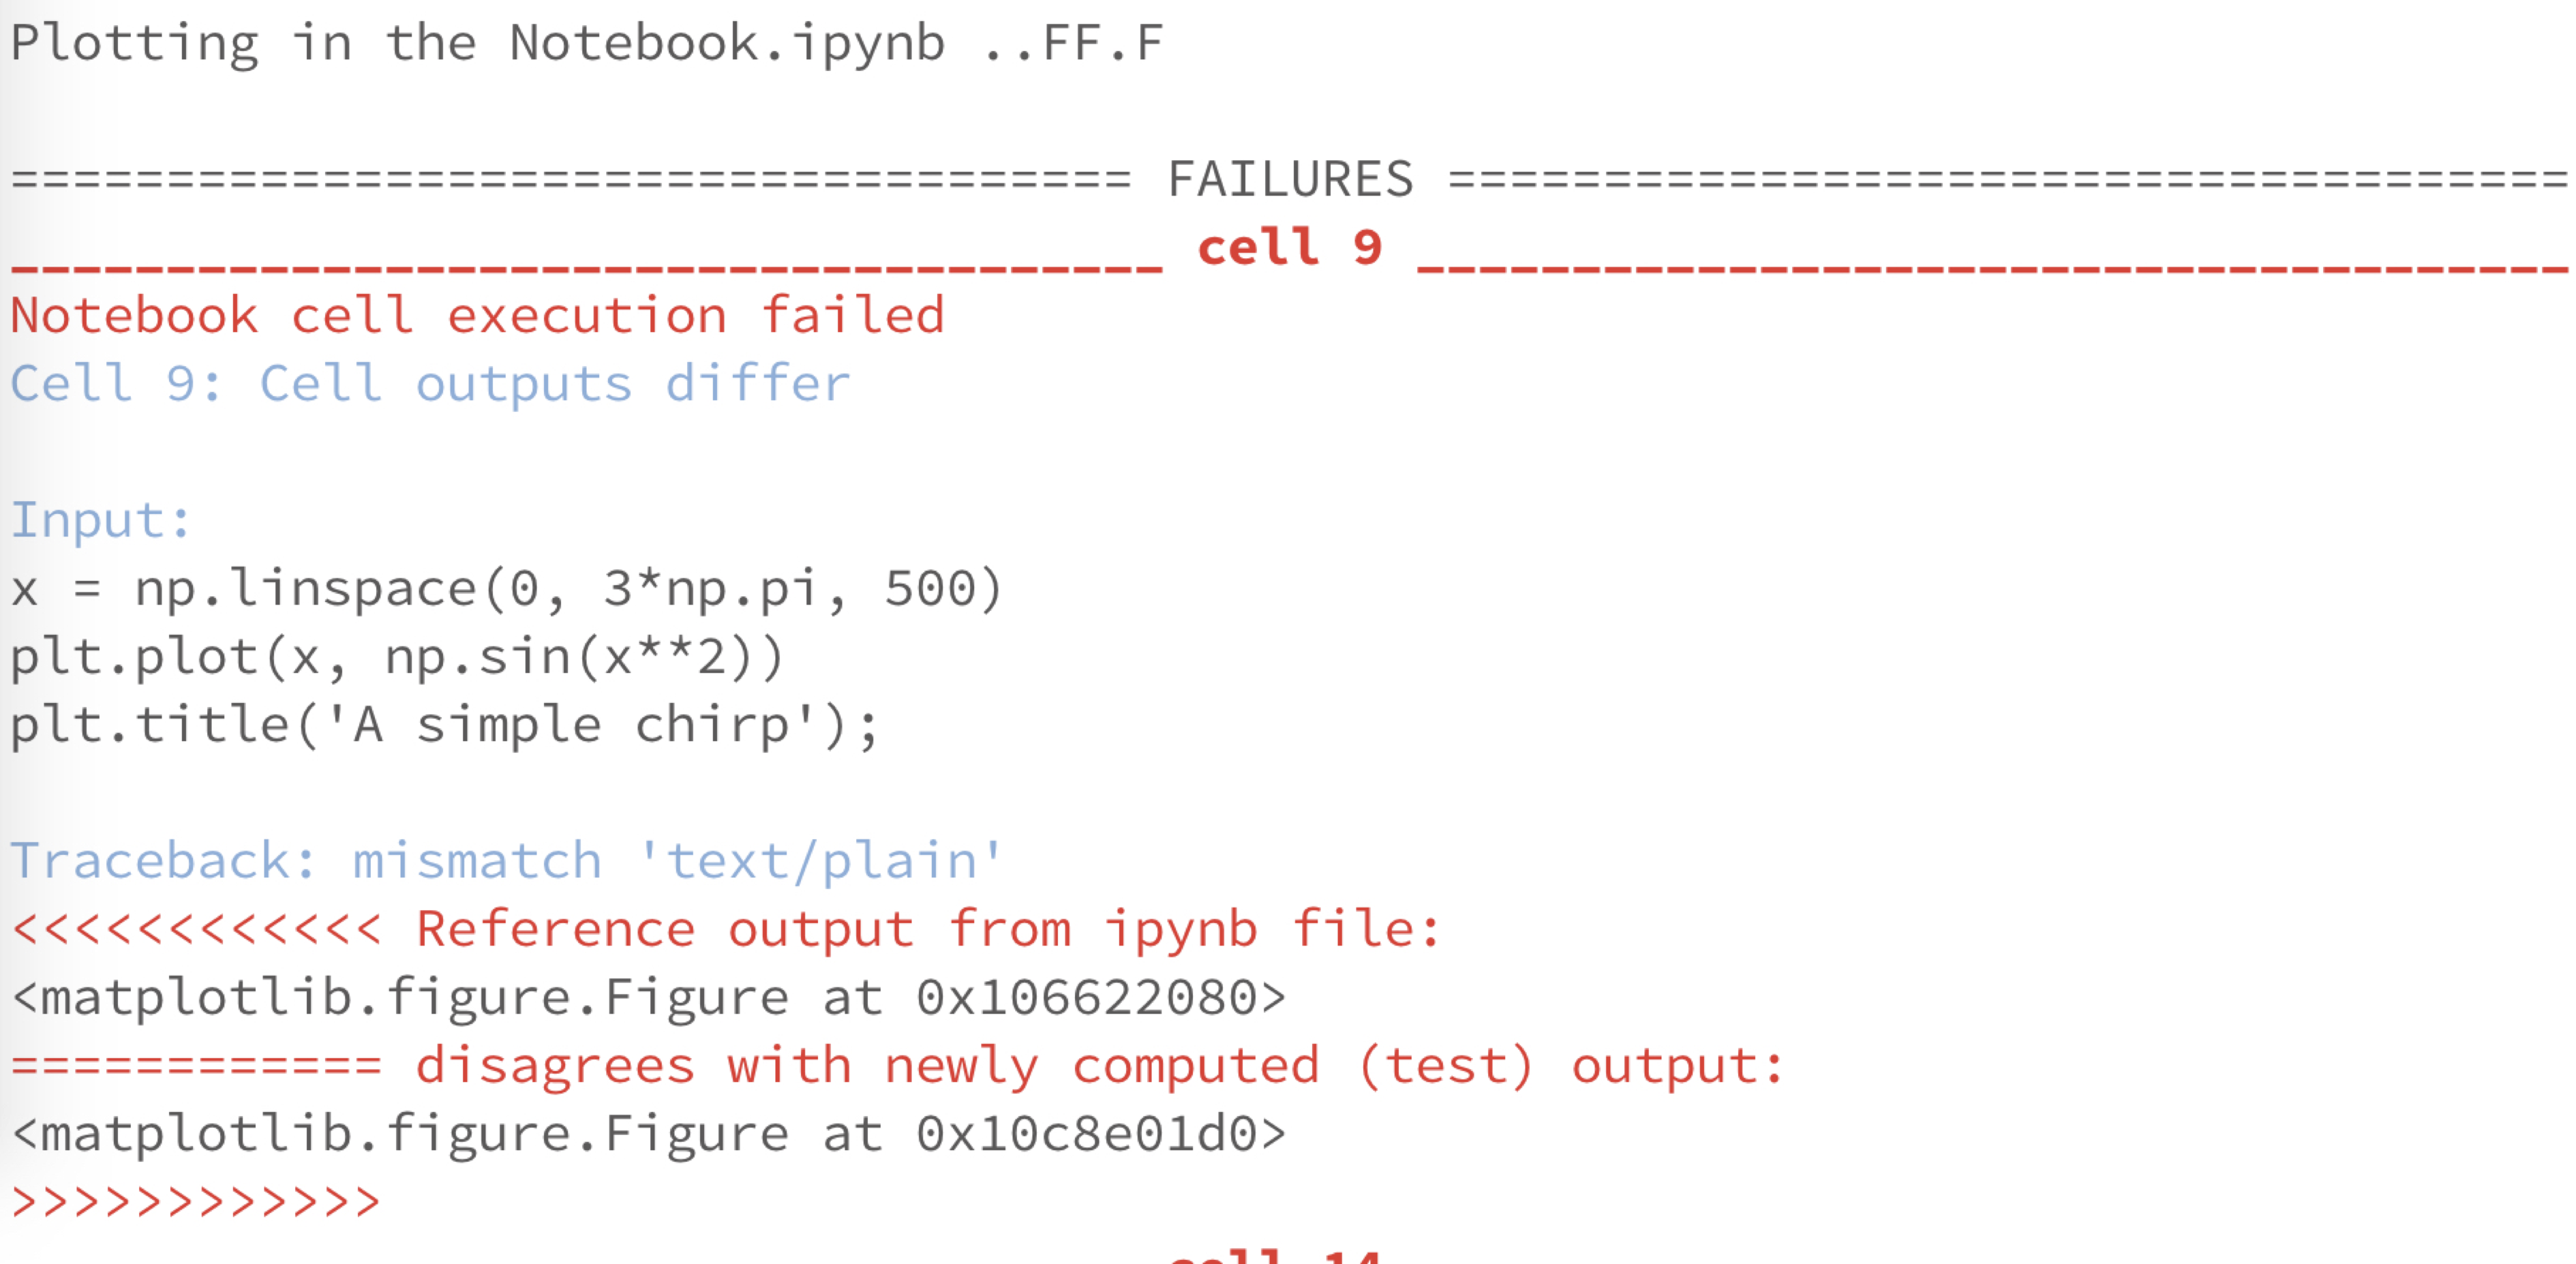 Plotting in the Notebook.ipynb ..FF.F
==================================== FAILURES ====================================
_____________________________________ cell 9 _____________________________________
Notebook cell execution failed
Cell 9: Cell outputs differ
Input:
x = np.linspace(0, 3*np.pi, 500)
plt.plot(x, np.sin(x**2))
plt.title('A simple chirp');
Traceback: mismatch 'text/plain'
<<<<<<<<<<<< Reference output from ipynb file:
<matplotlib.figure.Figure at 0x106622080>
============ disagrees with newly computed (test) output:
<matplotlib.figure.Figure at 0x10c8e01d0>
>>>>>>>>>>>>
cell 14